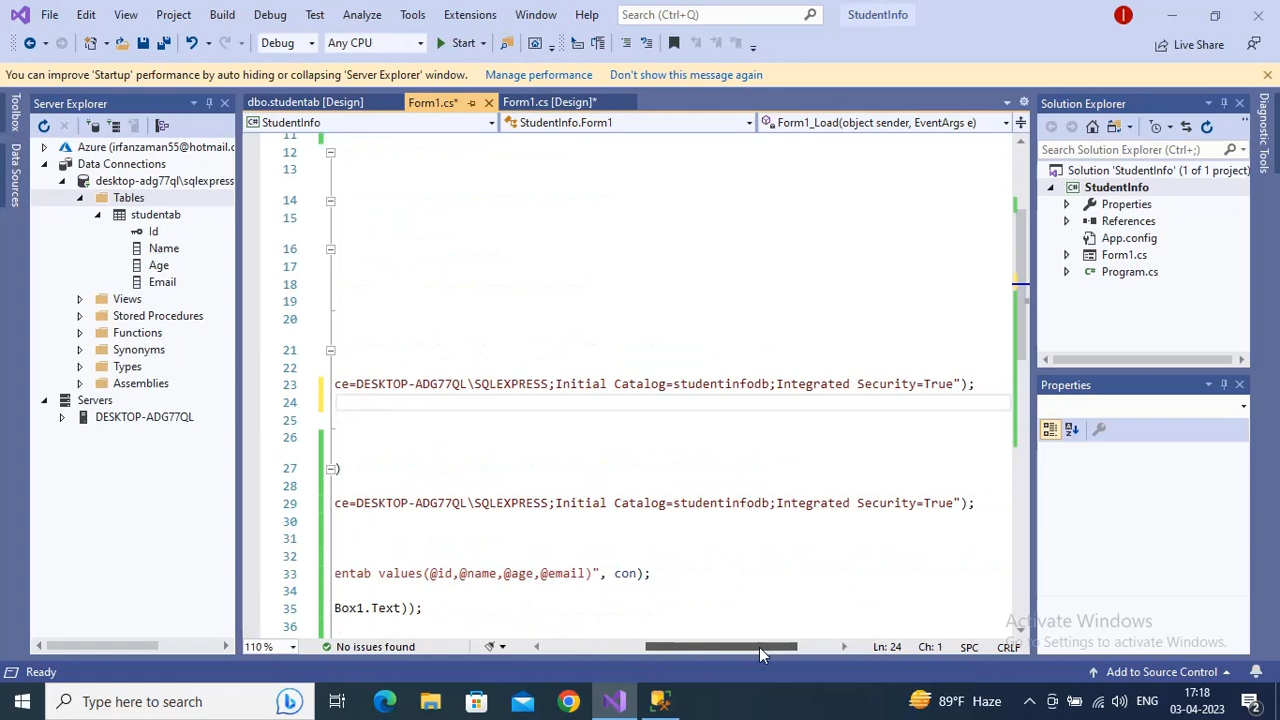 File Edit View Project Build Debug Test Analyze Tools Extensions Window Help Search (Ctrl+Q) StudentInfo
Debug Any CPU Start Live Share
You can improve 'Startup' performance by auto hiding or collapsing 'Server Explorer' window. Manage performance Don't show this message again
Toolbox
Data Sources
Server Explorer
Azure (irfanzaman55@hotmail.c
Data Connections
desktop-adg77ql\sqlexpress
Tables
studentab
Id
Name
Age
Email
Views
Stored Procedures
Functions
Synonyms
Types
Assemblies
Servers
DESKTOP-ADG77QL
dbo.studentab [Design] Form1.cs* Form1.cs [Design]*
StudentInfo StudentInfo.Form1 Form1_Load(object sender, EventArgs e)
11
12
13
14
15
16
17
18
19
20
21
22
23 ce=DESKTOP-ADG77QL\SQLEXPRESS;Initial Catalog=studentinfodb;Integrated Security=True");
24
25
26
27 )
28
29 ce=DESKTOP-ADG77QL\SQLEXPRESS;Initial Catalog=studentinfodb;Integrated Security=True");
30
31
32
33 entab values(@id,@name,@age,@email)", con);
34
35 Box1.Text));
36
110 % No issues found Ln: 24 Ch: 1 SPC CRLF
Solution Explorer
Search Solution Explorer (Ctrl+;)
Solution 'StudentInfo' (1 of 1 project)
StudentInfo
Properties
References
App.config
Form1.cs
Program.cs
Properties
Diagnostic Tools
Activate Windows
Go to Settings to activate Windows.
Ready Add to Source Control
Type here to search 89°F Haze ENG 17:18 03-04-2023 2